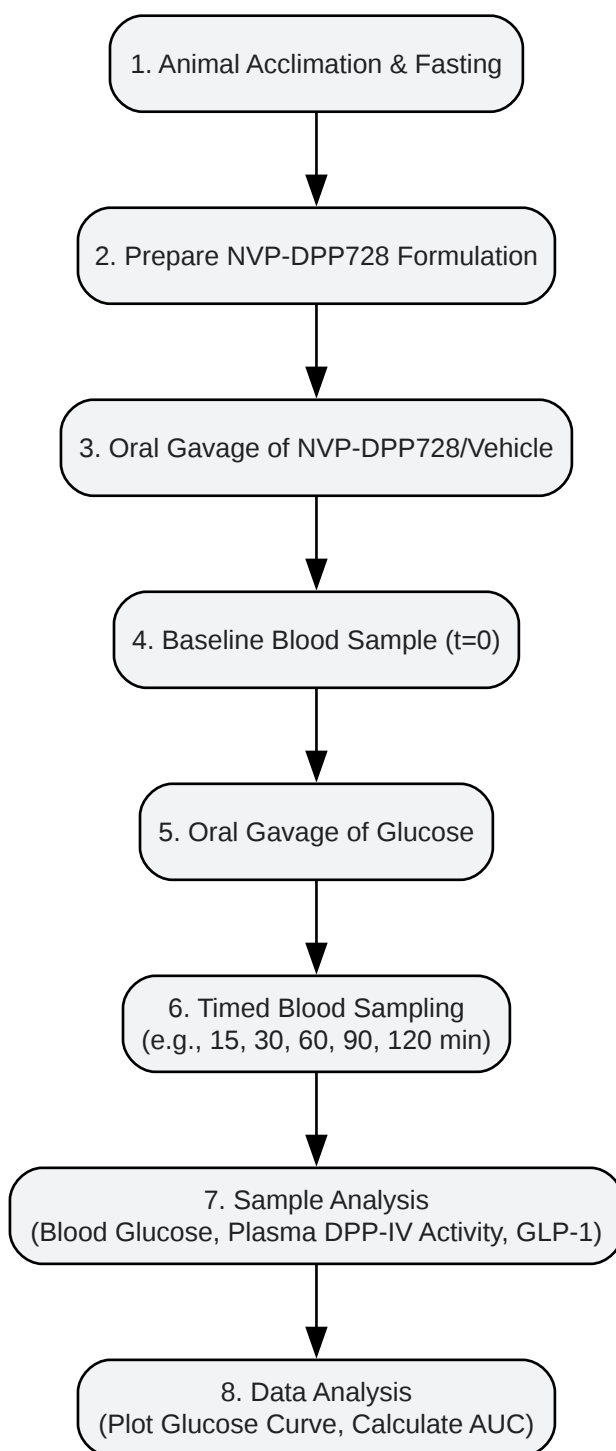 1. Animal Acclimation & Fasting
2. Prepare NVP-DPP728 Formulation
3. Oral Gavage of NVP-DPP728/Vehicle
4. Baseline Blood Sample (t=0)
5. Oral Gavage of Glucose
6. Timed Blood Sampling
(e.g., 15, 30, 60, 90, 120 min)
7. Sample Analysis
(Blood Glucose, Plasma DPP-IV Activity, GLP-1)
8. Data Analysis
(Plot Glucose Curve, Calculate AUC)